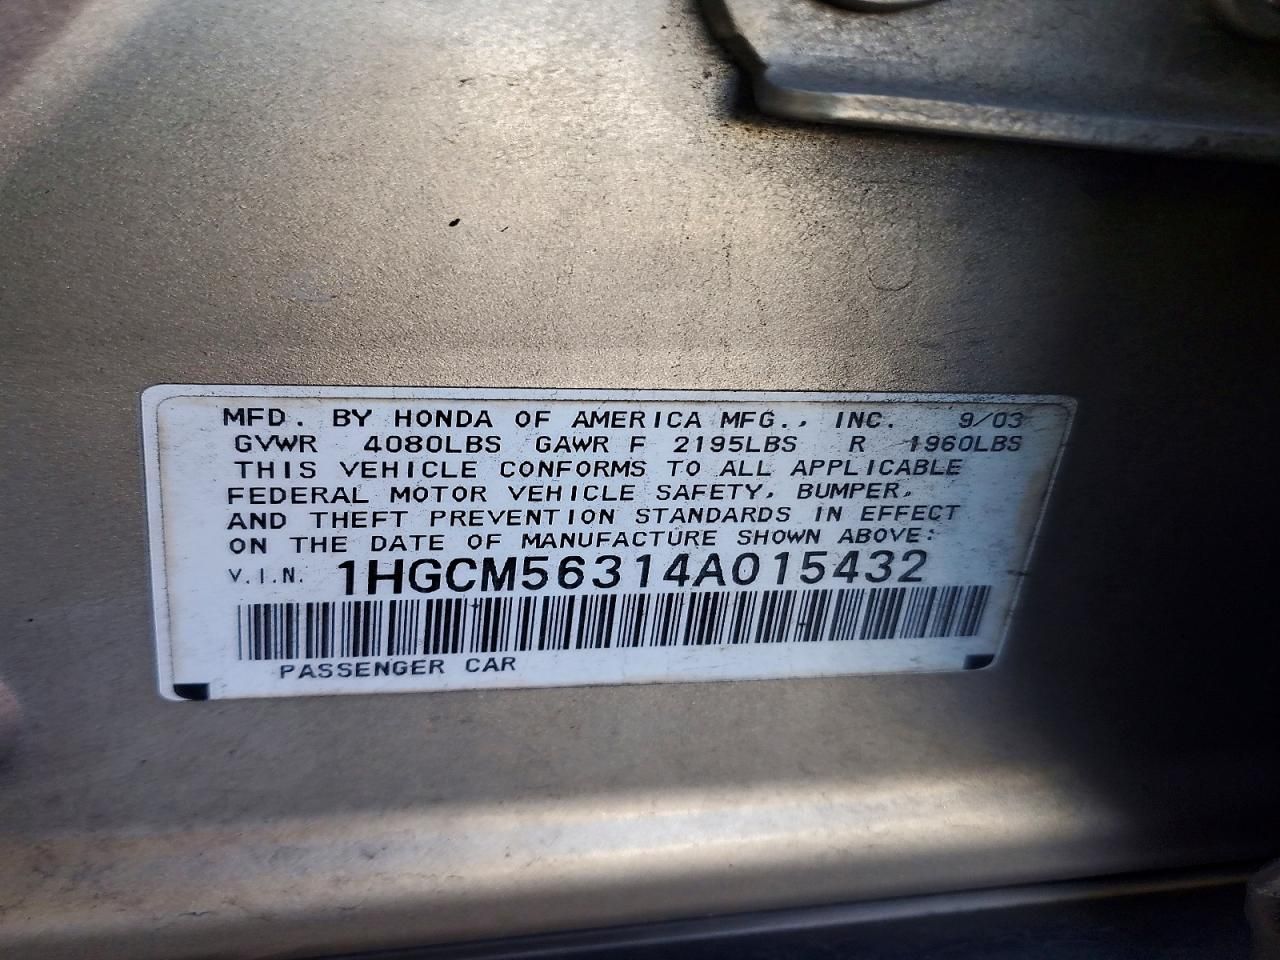 MFD. BY HONDA OF AMERICA MFG., INC. 9/03
GVWR 4080LBS GAWR F 2195LBS R 1960LBS
THIS VEHICLE CONFORMS TO ALL APPLICABLE
FEDERAL MOTOR VEHICLE SAFETY, BUMPER,
AND THEFT PREVENTION STANDARDS IN EFFECT
ON THE DATE OF MANUFACTURE SHOWN ABOVE:
V.I.N. 1HGCM56314A015432
PASSENGER CAR